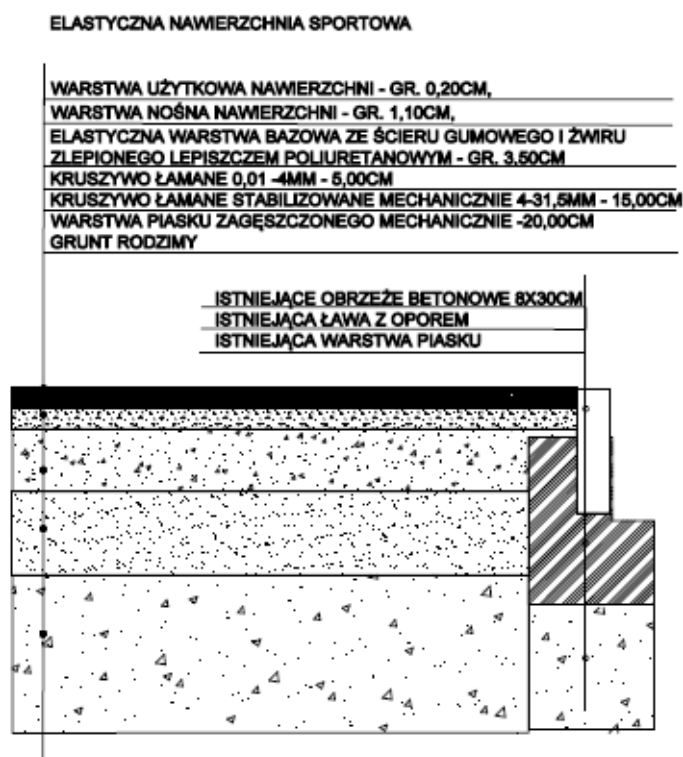 ELASTYCZNA NAWIERZCHNIA SPORTOWA
WARSTWA UŻYTKOWA NAWIERZCHNI - GR. 0,20CM,
WARSTWA NOŚNA NAWIERZCHNI - GR. 1,10CM,
ELASTYCZNA WARSTWA BAZOWA ZE ŚCIERU GUMOWEGO I ŻWIRU
ZLEPIONEGO LEPISZCZEM POLIURETANOWYM - GR. 3,50CM
KRUSZYWO ŁAMANE 0,01 -4MM - 5,00CM
KRUSZYWO ŁAMANE STABILIZOWANE MECHANICZNIE 4-31,5MM - 15,00CM
WARSTWA PIASKU ZAGĘSZCZONEGO MECHANICZNIE -20,00CM
GRUNT RODZIMY
ISTNIEJĄCE OBRZEŻE BETONOWE 8X30CM
ISTNIEJĄCA ŁAWA Z OPOREM
ISTNIEJĄCA WARSTWA PIASKU